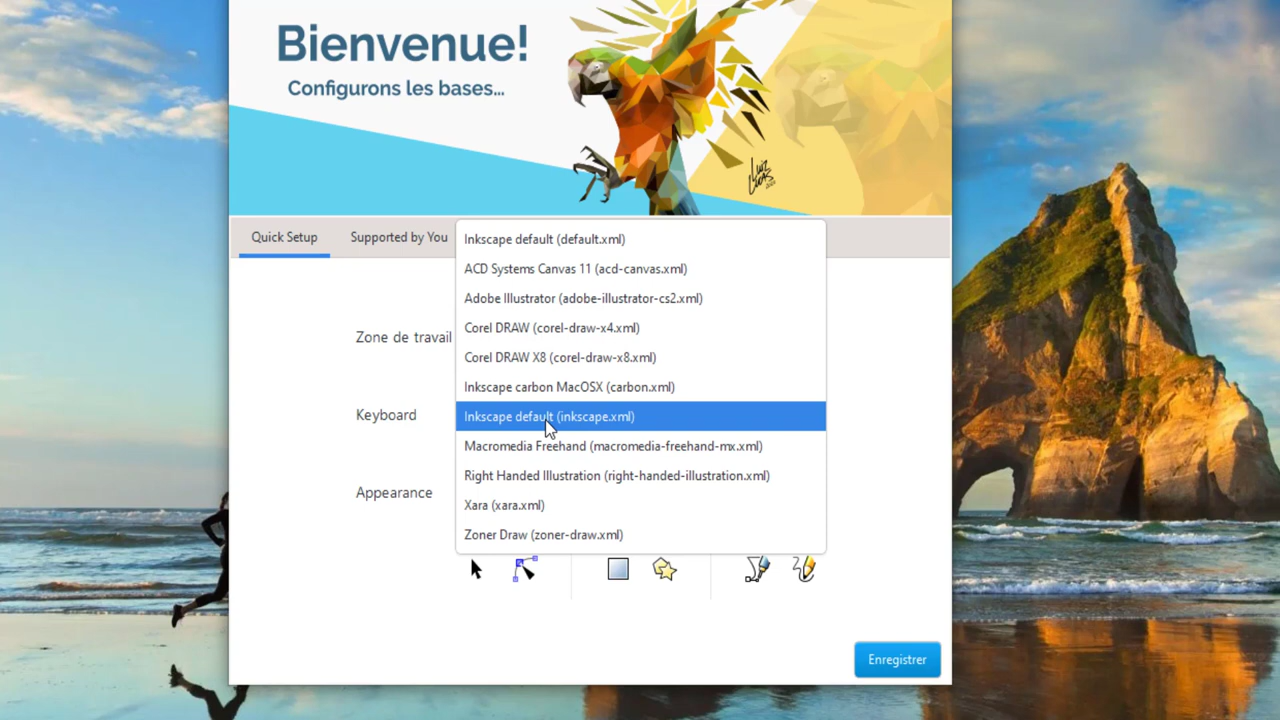 Bienvenue!
Configurons les bases...
Quick Setup
Supported by You
Inkscape default (default.xml)
ACD Systems Canvas 11 (acd-canvas.xml)
Adobe Illustrator (adobe-illustrator-cs2.xml)
Zone de travail
Corel DRAW (corel-draw-x4.xml)
Corel DRAW X8 (corel-draw-x8.xml)
Inkscape carbon MacOSX (carbon.xml)
Keyboard
Inkscape default (inkscape.xml)
Macromedia Freehand (macromedia-freehand-mx.xml)
Right Handed Illustration (right-handed-illustration.xml)
Appearance
Xara (xara.xml)
Zoner Draw (zoner-draw.xml)
Enregistrer